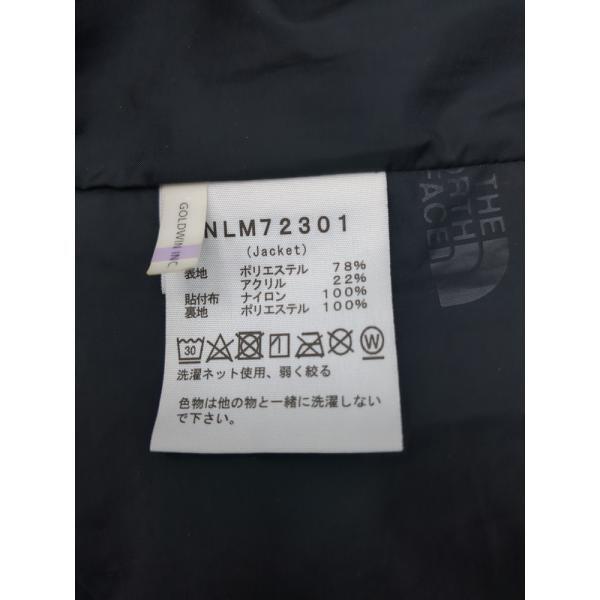 GOLDWIN INC.
NLM72301
(Jacket)
表地 ポリエステル 78%
アクリル 22%
貼付布 ナイロン 100%
裏地 ポリエステル 100%
30 W
洗濯ネット使用、弱く絞る
色物は他の物と一緒に洗濯しない
で下さい。
THE
NORTH
FACE